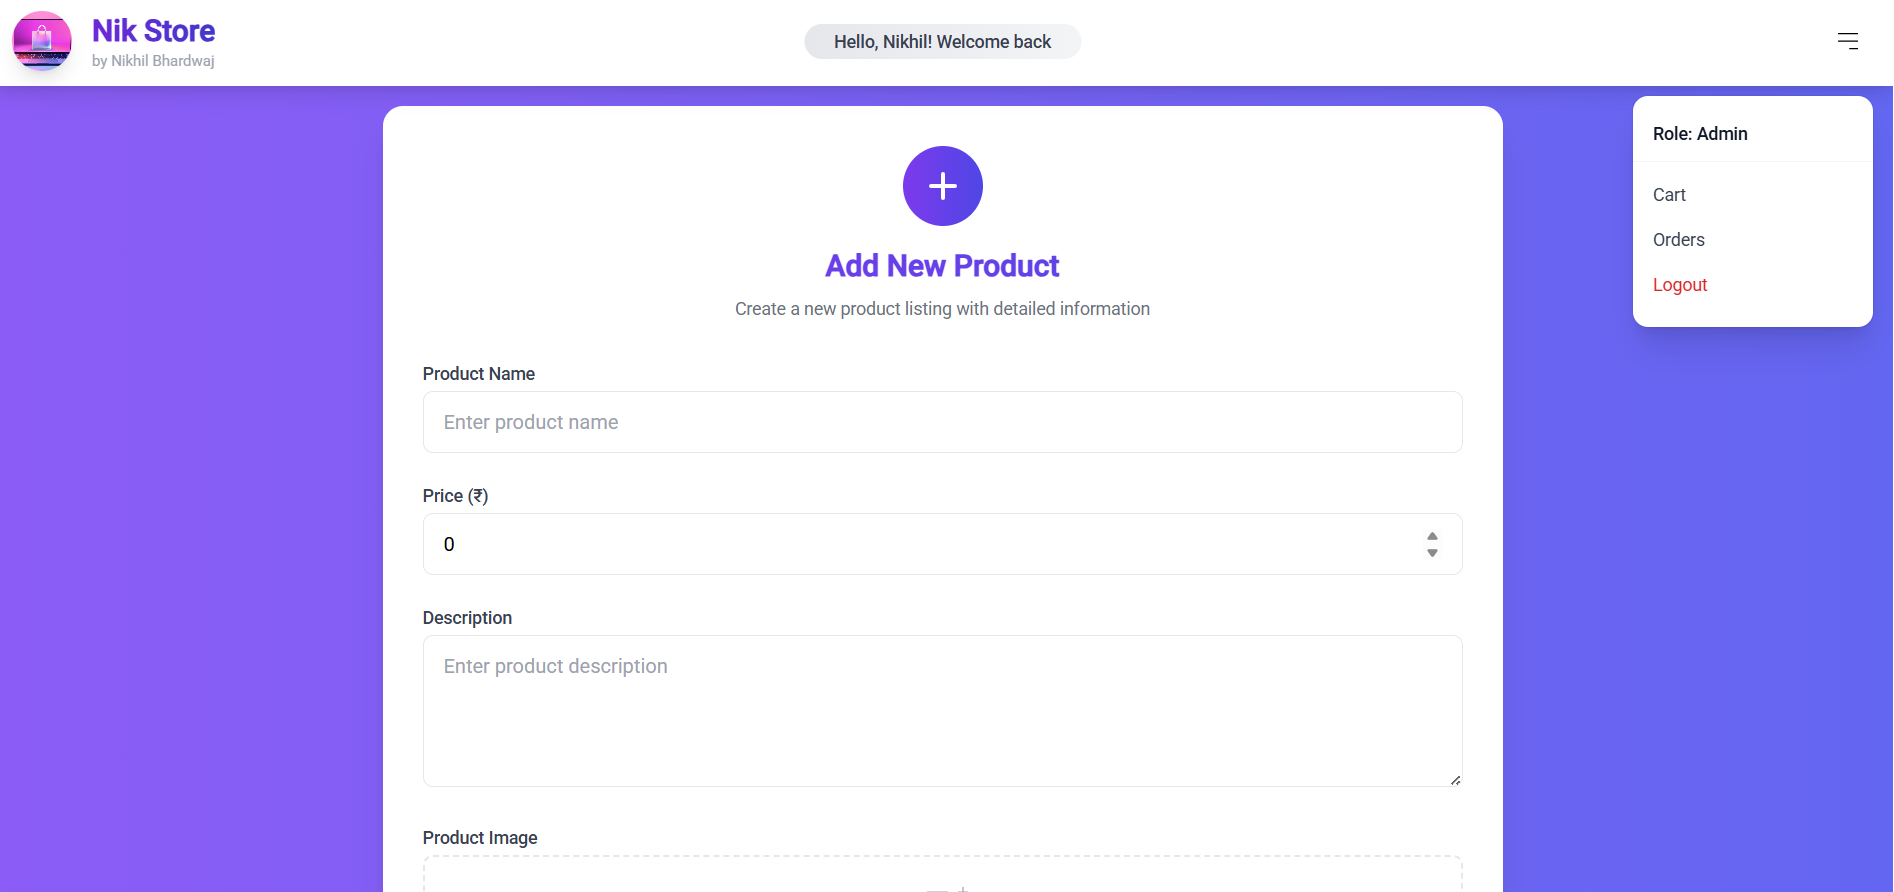 Nik Store
by Nikhil Bhardwaj
Hello, Nikhil! Welcome back
Role: Admin
Cart
Orders
Logout
Add New Product
Create a new product listing with detailed information
Product Name
Enter product name
Price (₹)
0
Description
Enter product description
Product Image